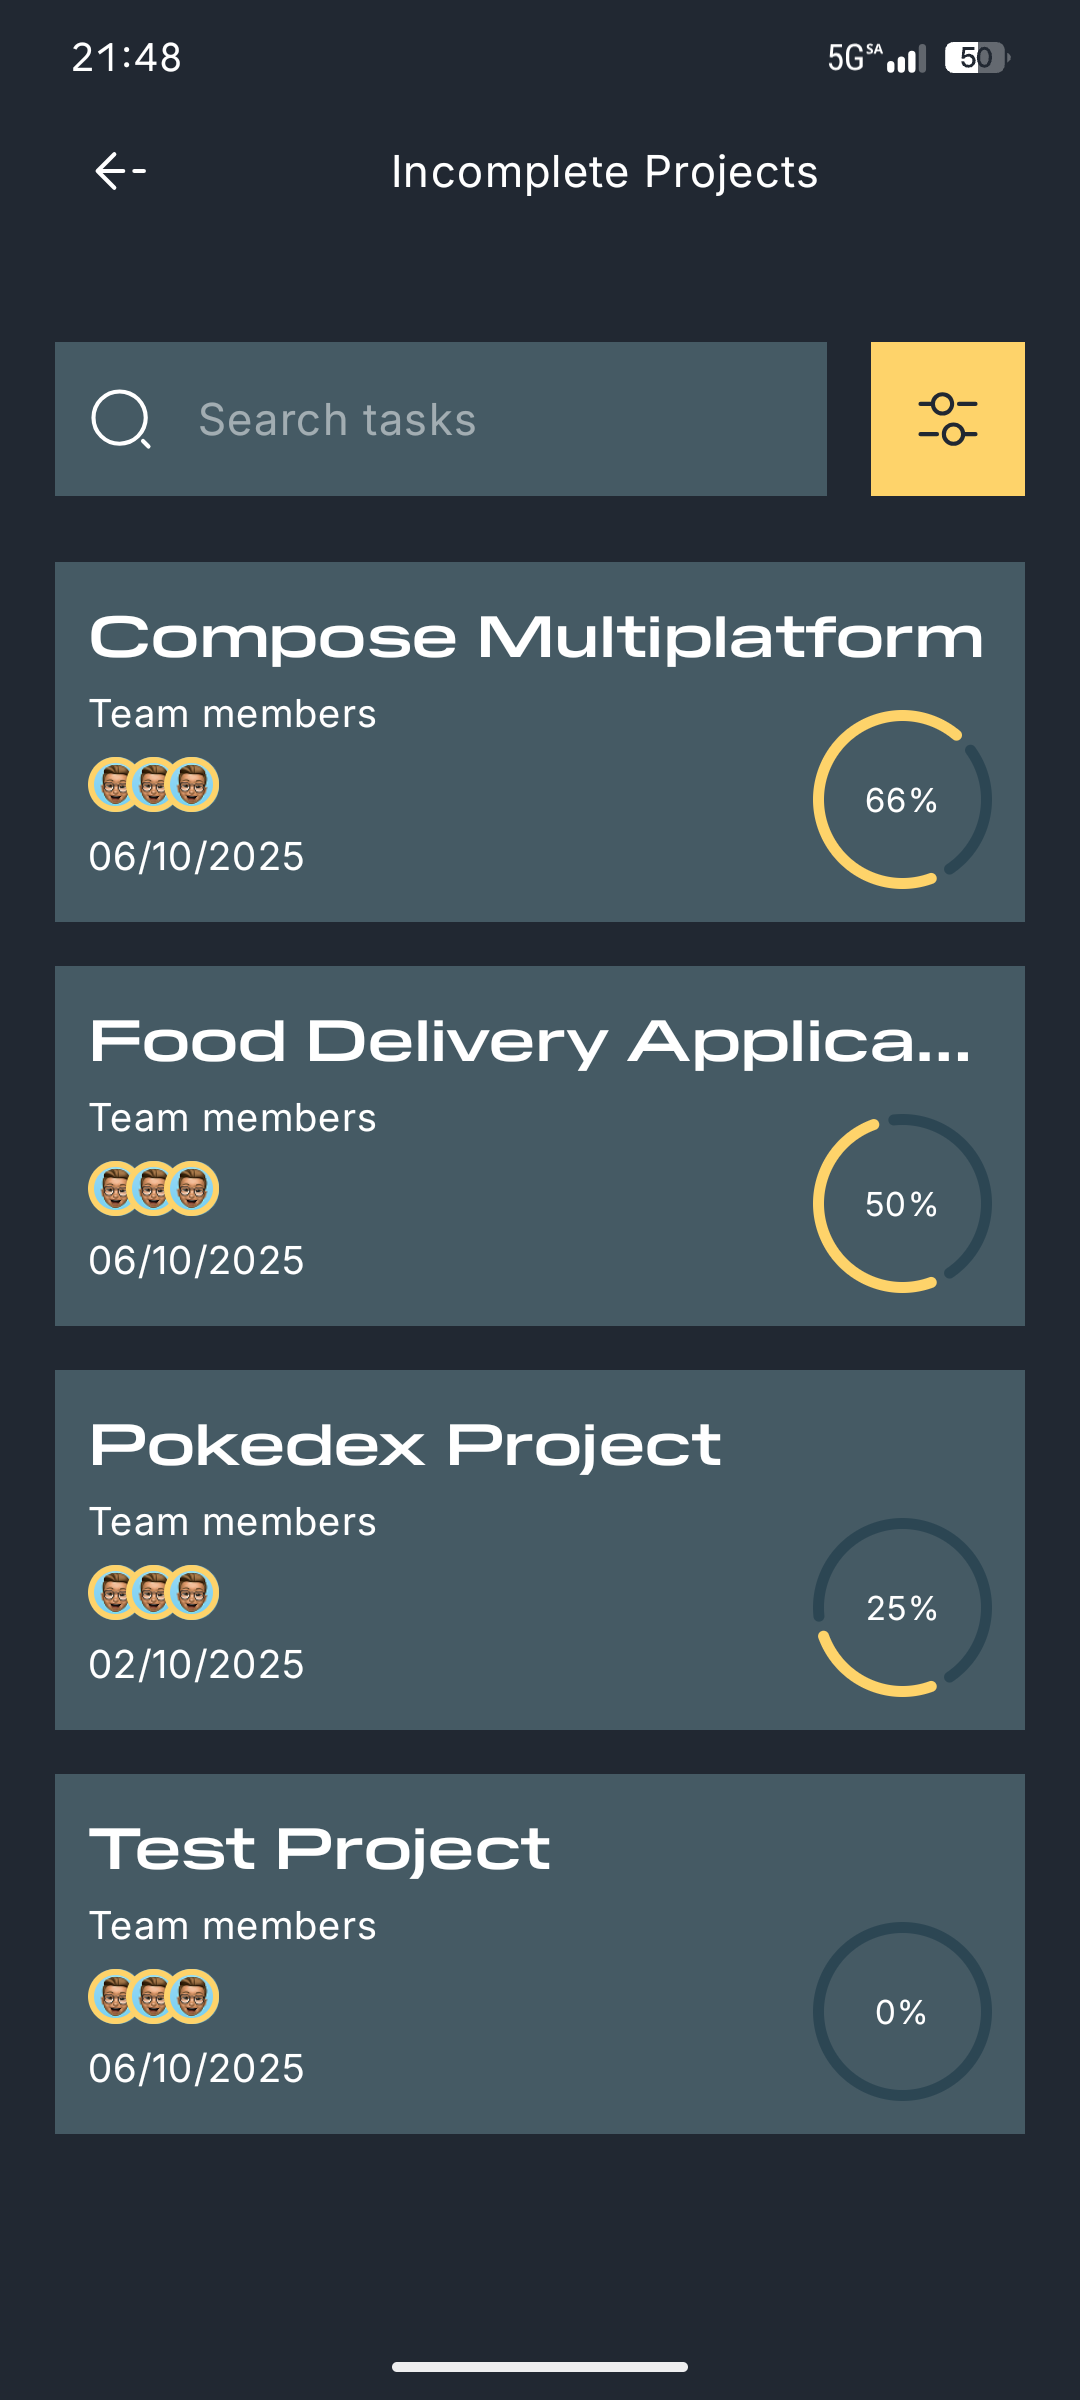 21:48
5G SA 50
Incomplete Projects
Search tasks
Compose Multiplatform
Team members
66%
06/10/2025
Food Delivery Applica...
Team members
50%
06/10/2025
Pokedex Project
Team members
25%
02/10/2025
Test Project
Team members
0%
06/10/2025